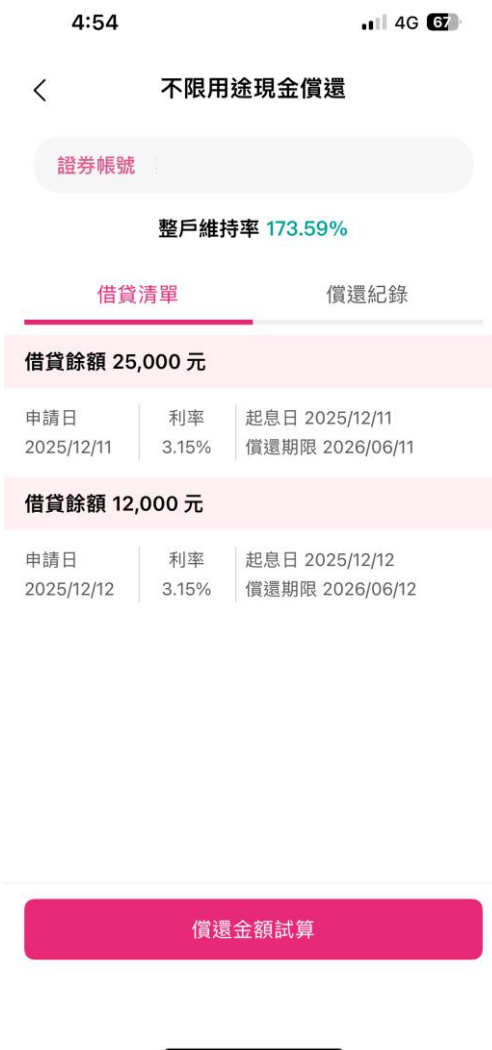 4:54
4G 67
不限用途現金償還
證券帳號
整戶維持率 173.59%
借貸清單 償還紀錄
借貸餘額 25,000 元
申請日 利率 起息日 2025/12/11
2025/12/11 3.15% 償還期限 2026/06/11
借貸餘額 12,000 元
申請日 利率 起息日 2025/12/12
2025/12/12 3.15% 償還期限 2026/06/12
償還金額試算